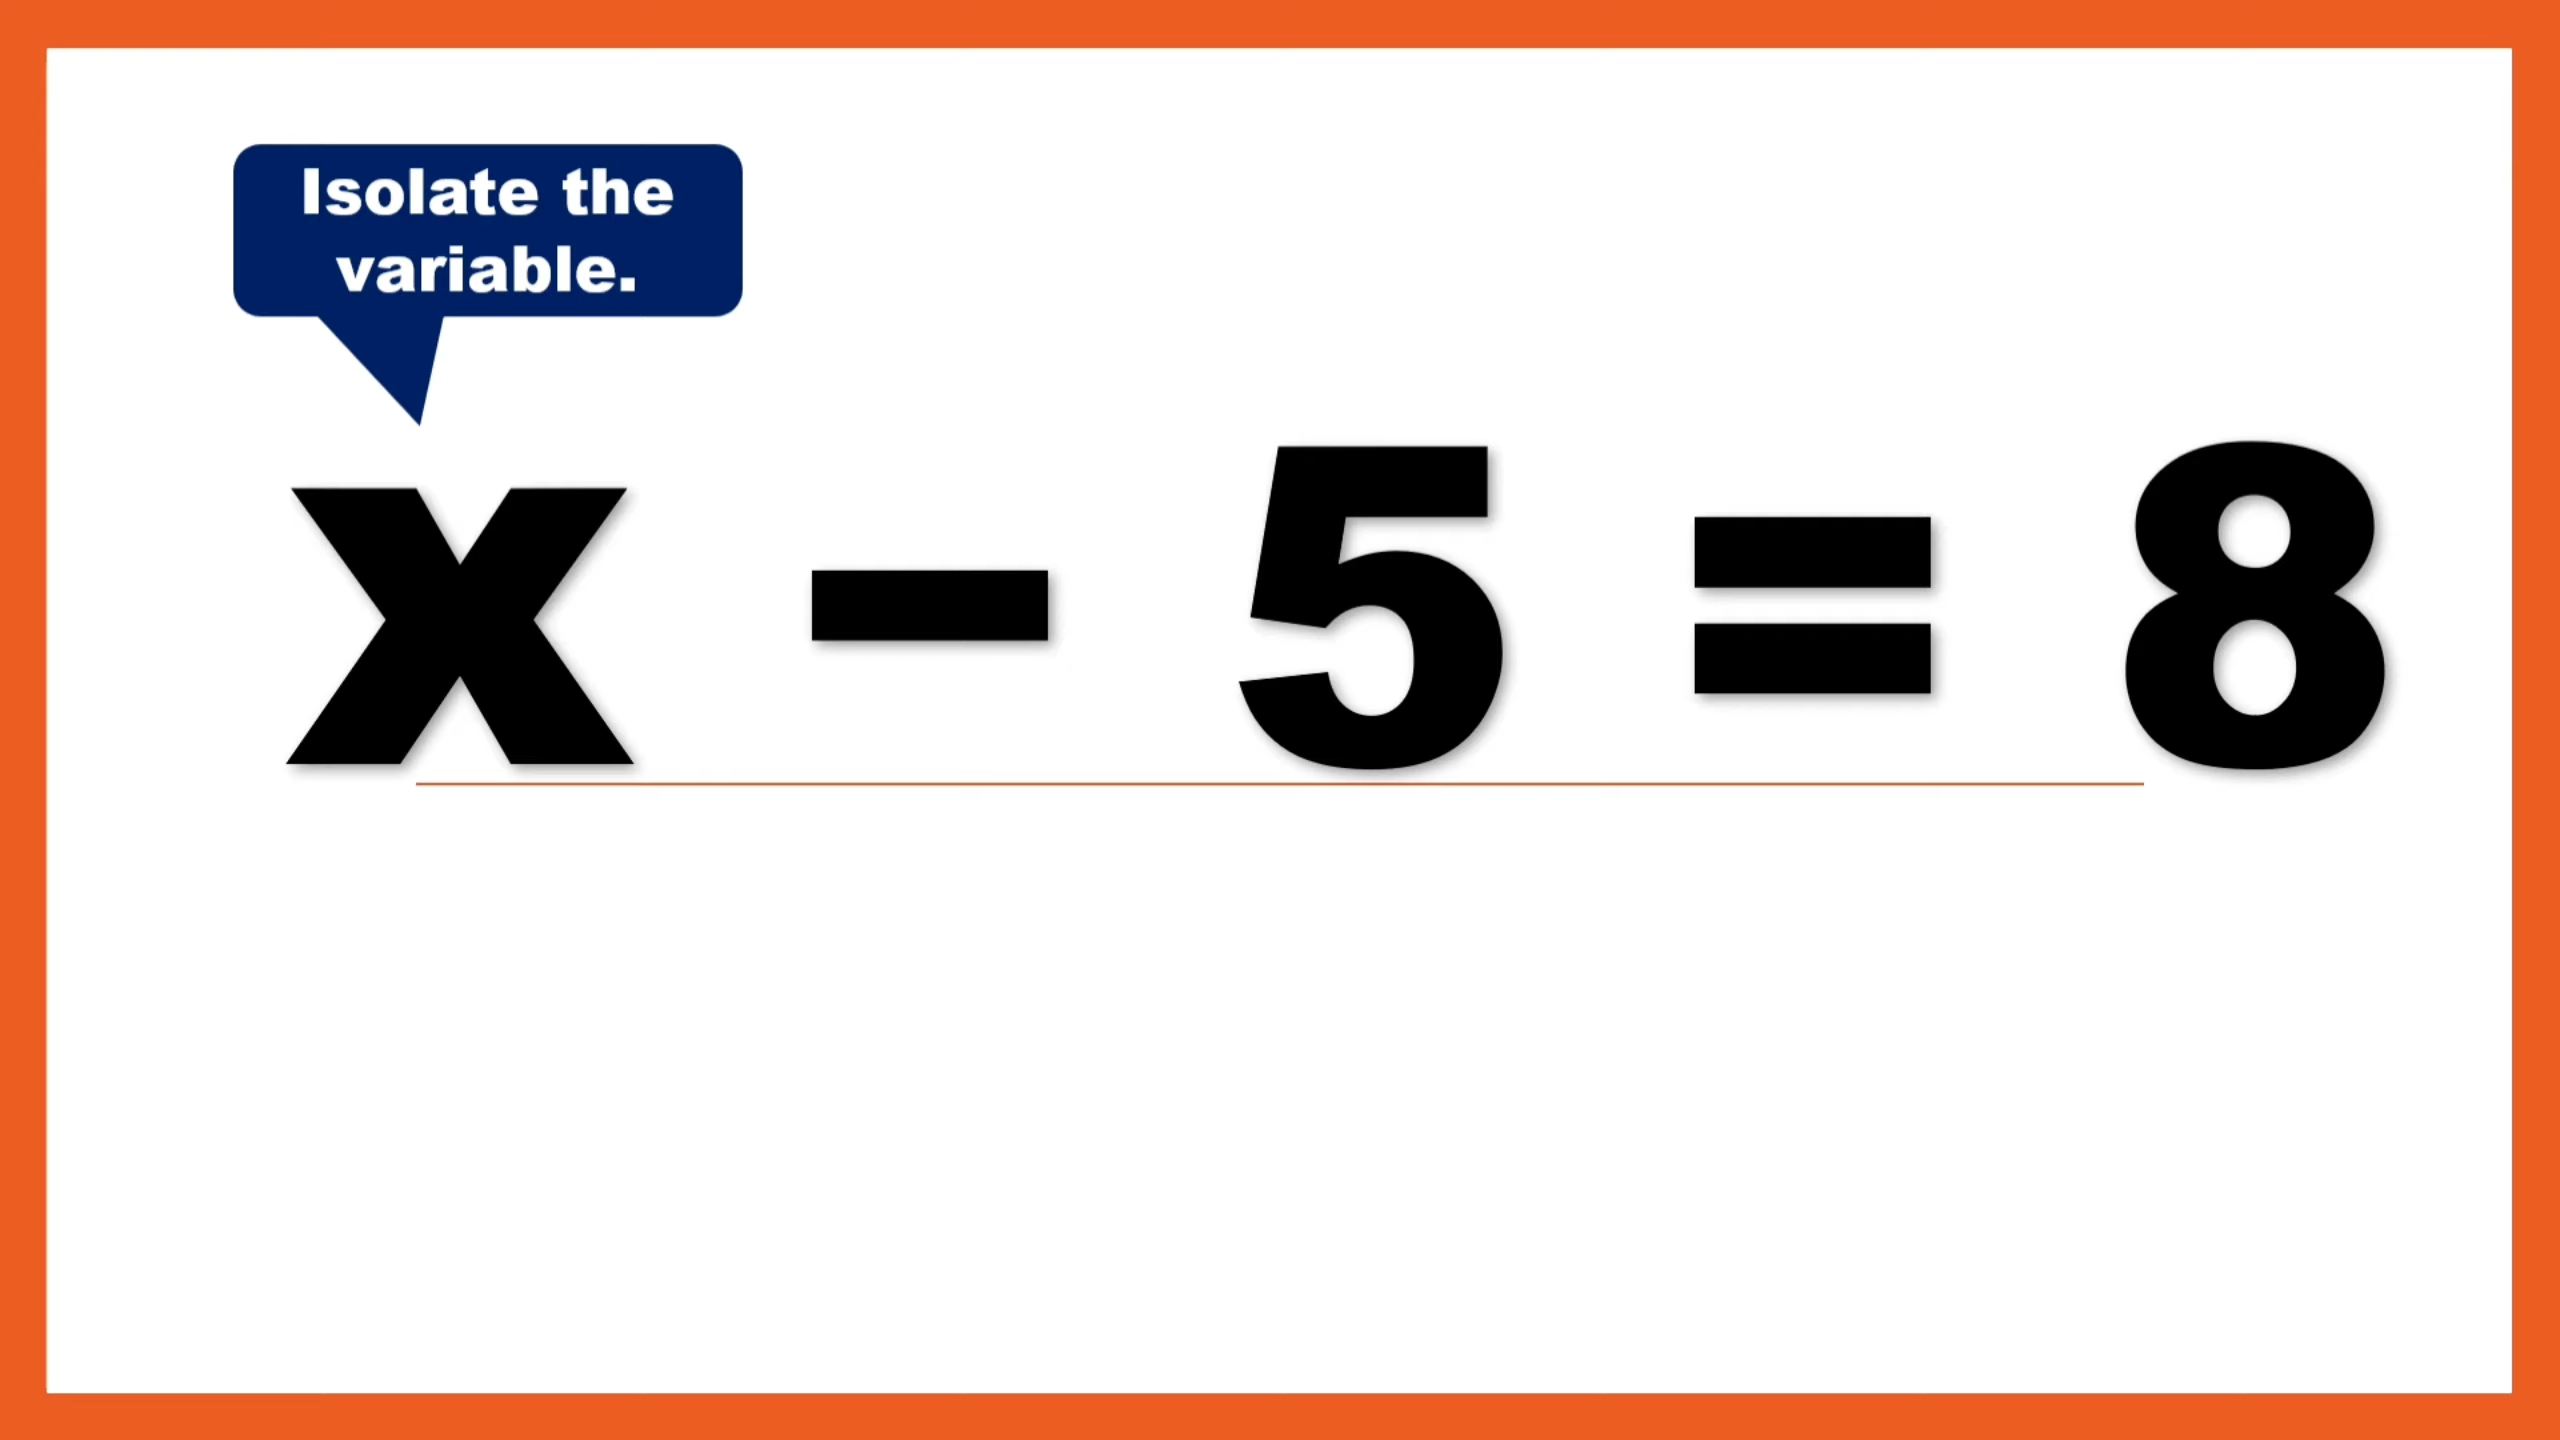 Isolate the
variable.
x – 5 = 8